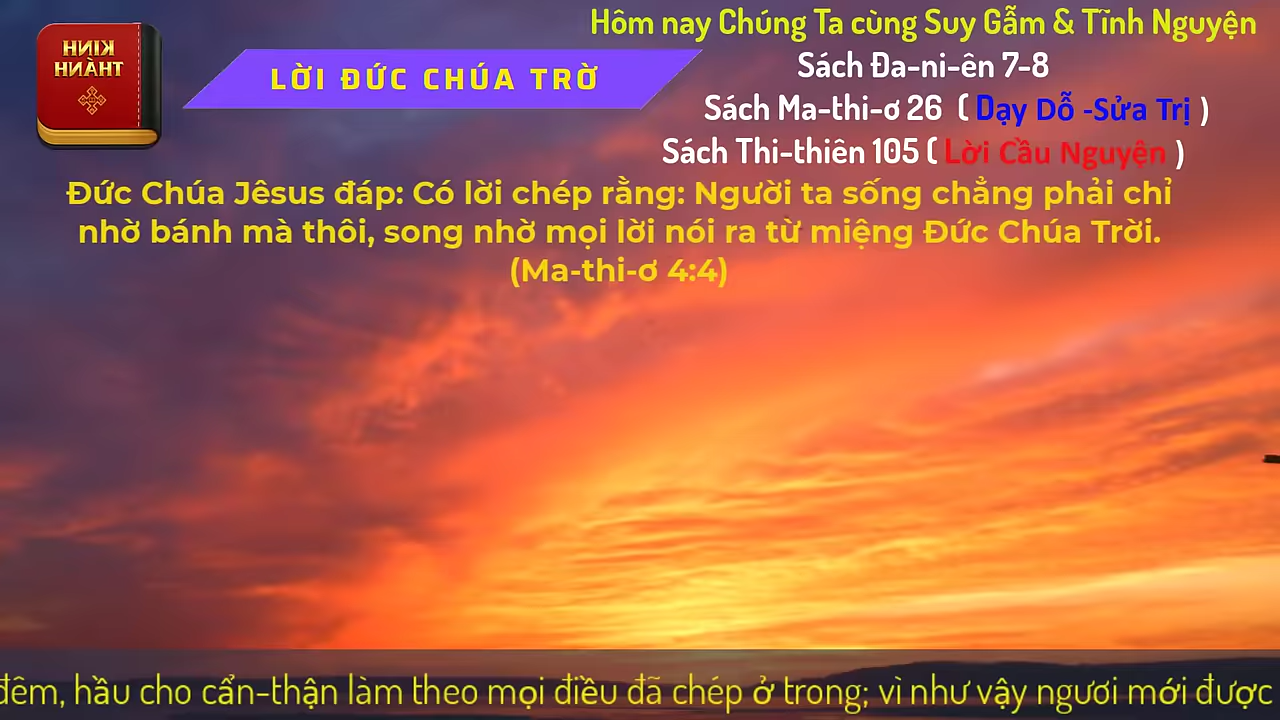 KINH
THÀNH
LỜI ĐỨC CHÚA TRỜ
Hôm nay Chúng Ta cùng Suy Gẫm & Tĩnh Nguyện
Sách Đa-ni-ên 7-8
Sách Ma-thi-ơ 26 ( Dạy Dỗ -Sửa Trị )
Sách Thi-thiên 105 ( Lời Cầu Nguyện )
Đức Chúa Jêsus đáp: Có lời chép rằng: Người ta sống chẳng phải chỉ
nhờ bánh mà thôi, song nhờ mọi lời nói ra từ miệng Đức Chúa Trời.
(Ma-thi-ơ 4:4)
đêm, hầu cho cẩn-thận làm theo mọi điều đã chép ở trong; vì như vậy ngươi mới được